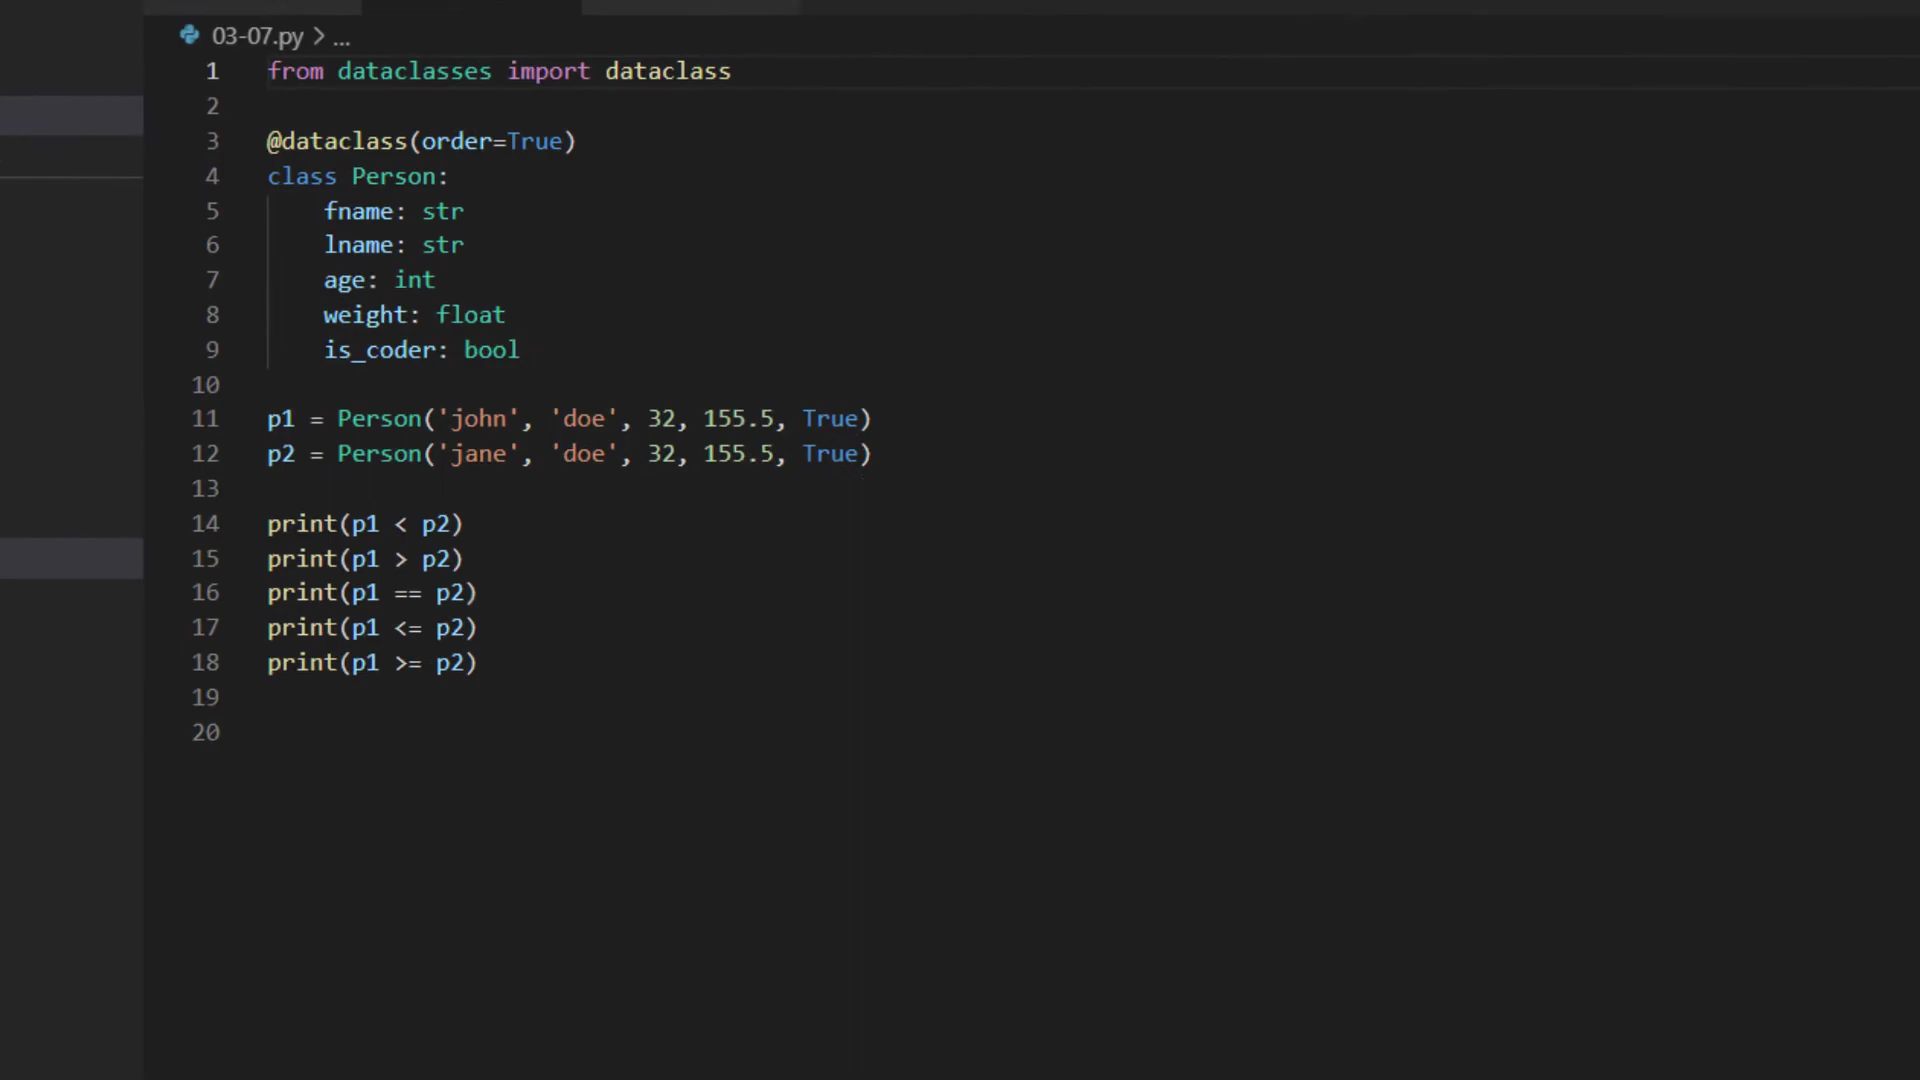 03-07.py > ...
1 from dataclasses import dataclass
2
3 @dataclass(order=True)
4 class Person:
5     fname: str
6     lname: str
7     age: int
8     weight: float
9     is_coder: bool
10
11 p1 = Person('john', 'doe', 32, 155.5, True)
12 p2 = Person('jane', 'doe', 32, 155.5, True)
13
14 print(p1 < p2)
15 print(p1 > p2)
16 print(p1 == p2)
17 print(p1 <= p2)
18 print(p1 >= p2)
19
20